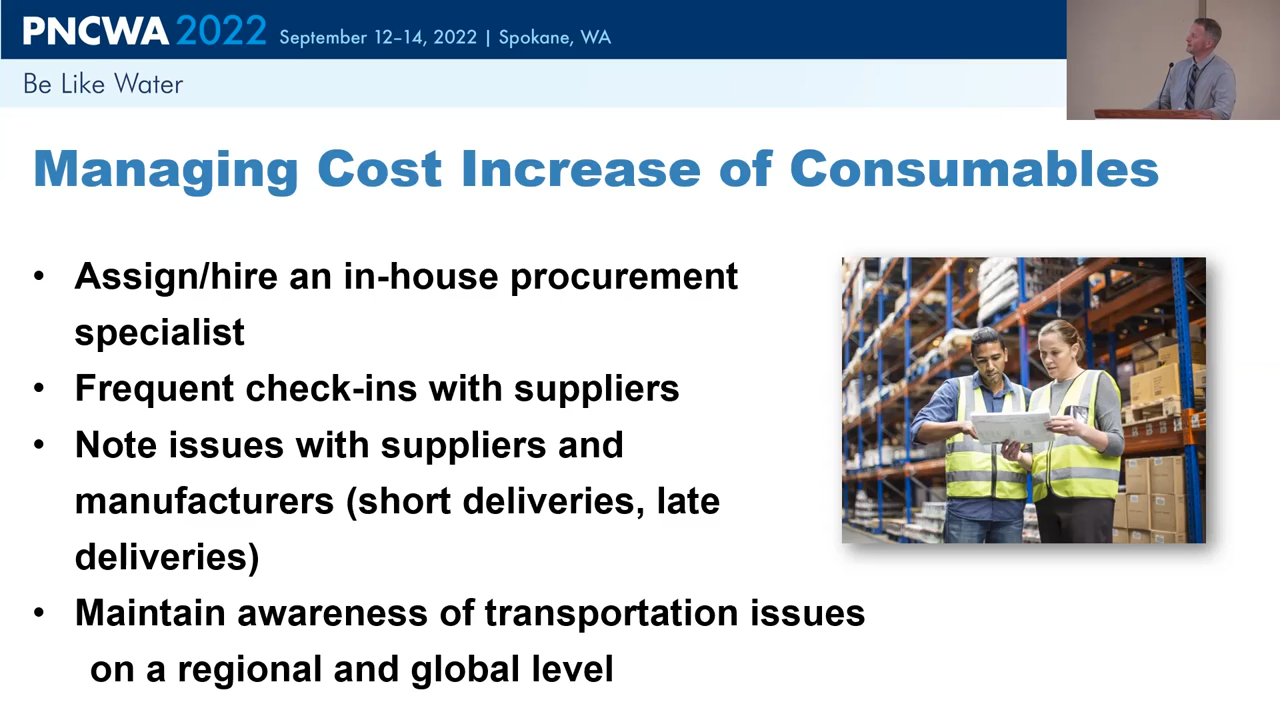 PNCWA 2022 September 12–14, 2022 | Spokane, WA
Be Like Water
Managing Cost Increase of Consumables
• Assign/hire an in-house procurement
specialist
• Frequent check-ins with suppliers
• Note issues with suppliers and
manufacturers (short deliveries, late
deliveries)
• Maintain awareness of transportation issues
on a regional and global level